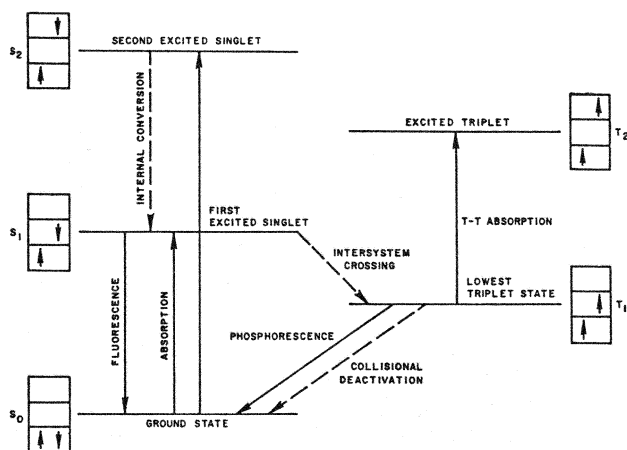 S2
SECOND EXCITED SINGLET
INTERNAL CONVERSION
EXCITED TRIPLET
T2
S1
FIRST
EXCITED SINGLET
T-T ABSORPTION
INTERSYSTEM
CROSSING
LOWEST
TRIPLET STATE
T1
FLUORESCENCE
ABSORPTION
PHOSPHORESCENCE
COLLISIONAL
DEACTIVATION
S0
GROUND STATE